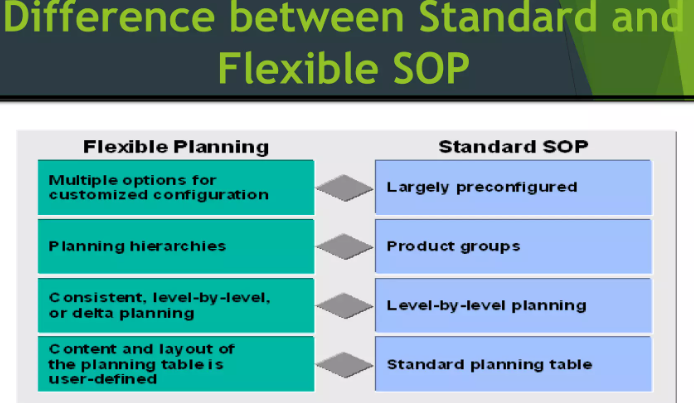 Difference between Standard and
Flexible SOP
Flexible Planning
Standard SOP
Multiple options for
customized configuration
Largely preconfigured
Planning hierarchies
Product groups
Consistent, level-by-level,
or delta planning
Level-by-level planning
Content and layout of
the planning table is
user-defined
Standard planning table